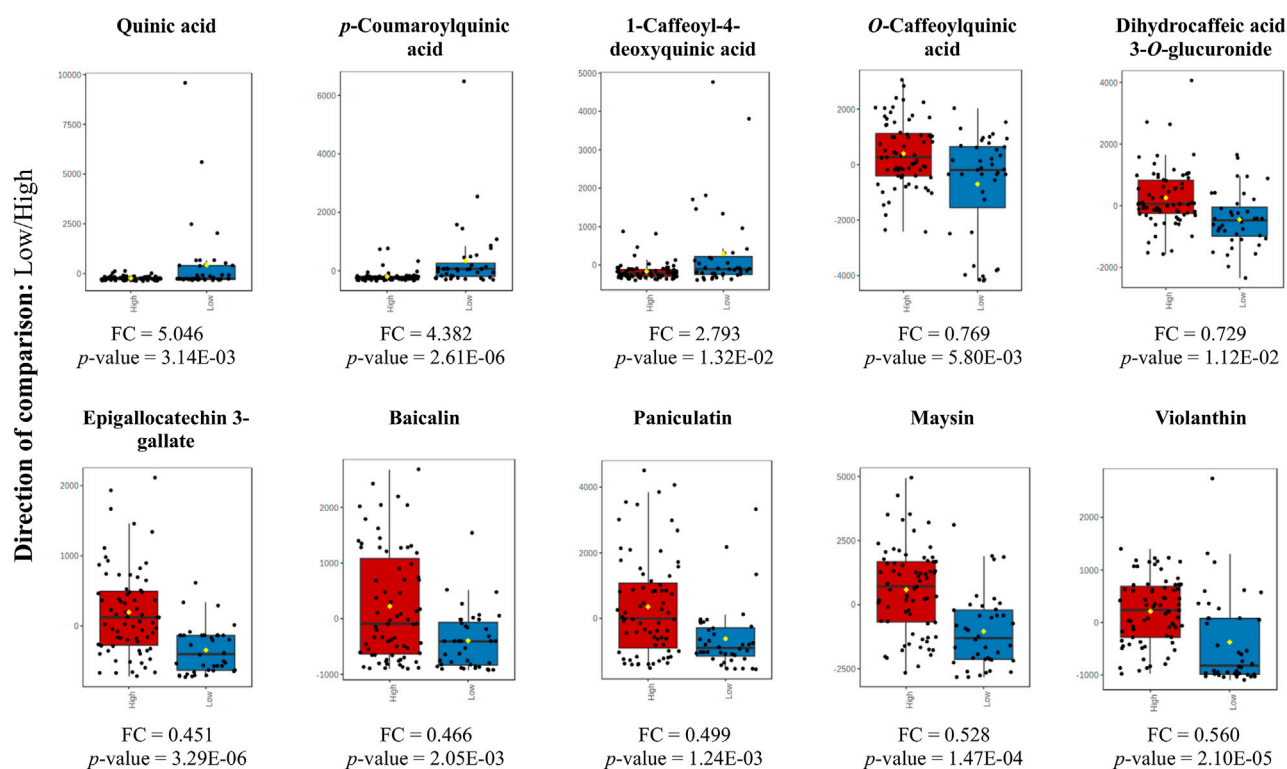 Direction of comparison: Low/High
Quinic acid
10000
7500
5000
2500
0
High
Low
FC = 5.046
p-value = 3.14E-03
p-Coumaroylquinic
acid
6000
4000
2000
0
High
Low
FC = 4.382
p-value = 2.61E-06
1-Caffeoyl-4-
deoxyquinic acid
5000
4000
3000
2000
1000
0
High
Low
FC = 2.793
p-value = 1.32E-02
O-Caffeoylquinic
acid
2000
0
-2000
-4000
High
Low
FC = 0.769
p-value = 5.80E-03
Dihydrocaffeic acid
3-O-glucuronide
4000
2000
0
-2000
High
Low
FC = 0.729
p-value = 1.12E-02
Epigallocatechin 3-
gallate
2000
1000
0
High
Low
FC = 0.451
p-value = 3.29E-06
Baicalin
2000
1000
0
-1000
High
Low
FC = 0.466
p-value = 2.05E-03
Paniculatin
4000
2000
0
High
Low
FC = 0.499
p-value = 1.24E-03
Maysin
5000
2500
0
-2500
High
Low
FC = 0.528
p-value = 1.47E-04
Violanthin
2000
1000
0
-1000
High
Low
FC = 0.560
p-value = 2.10E-05